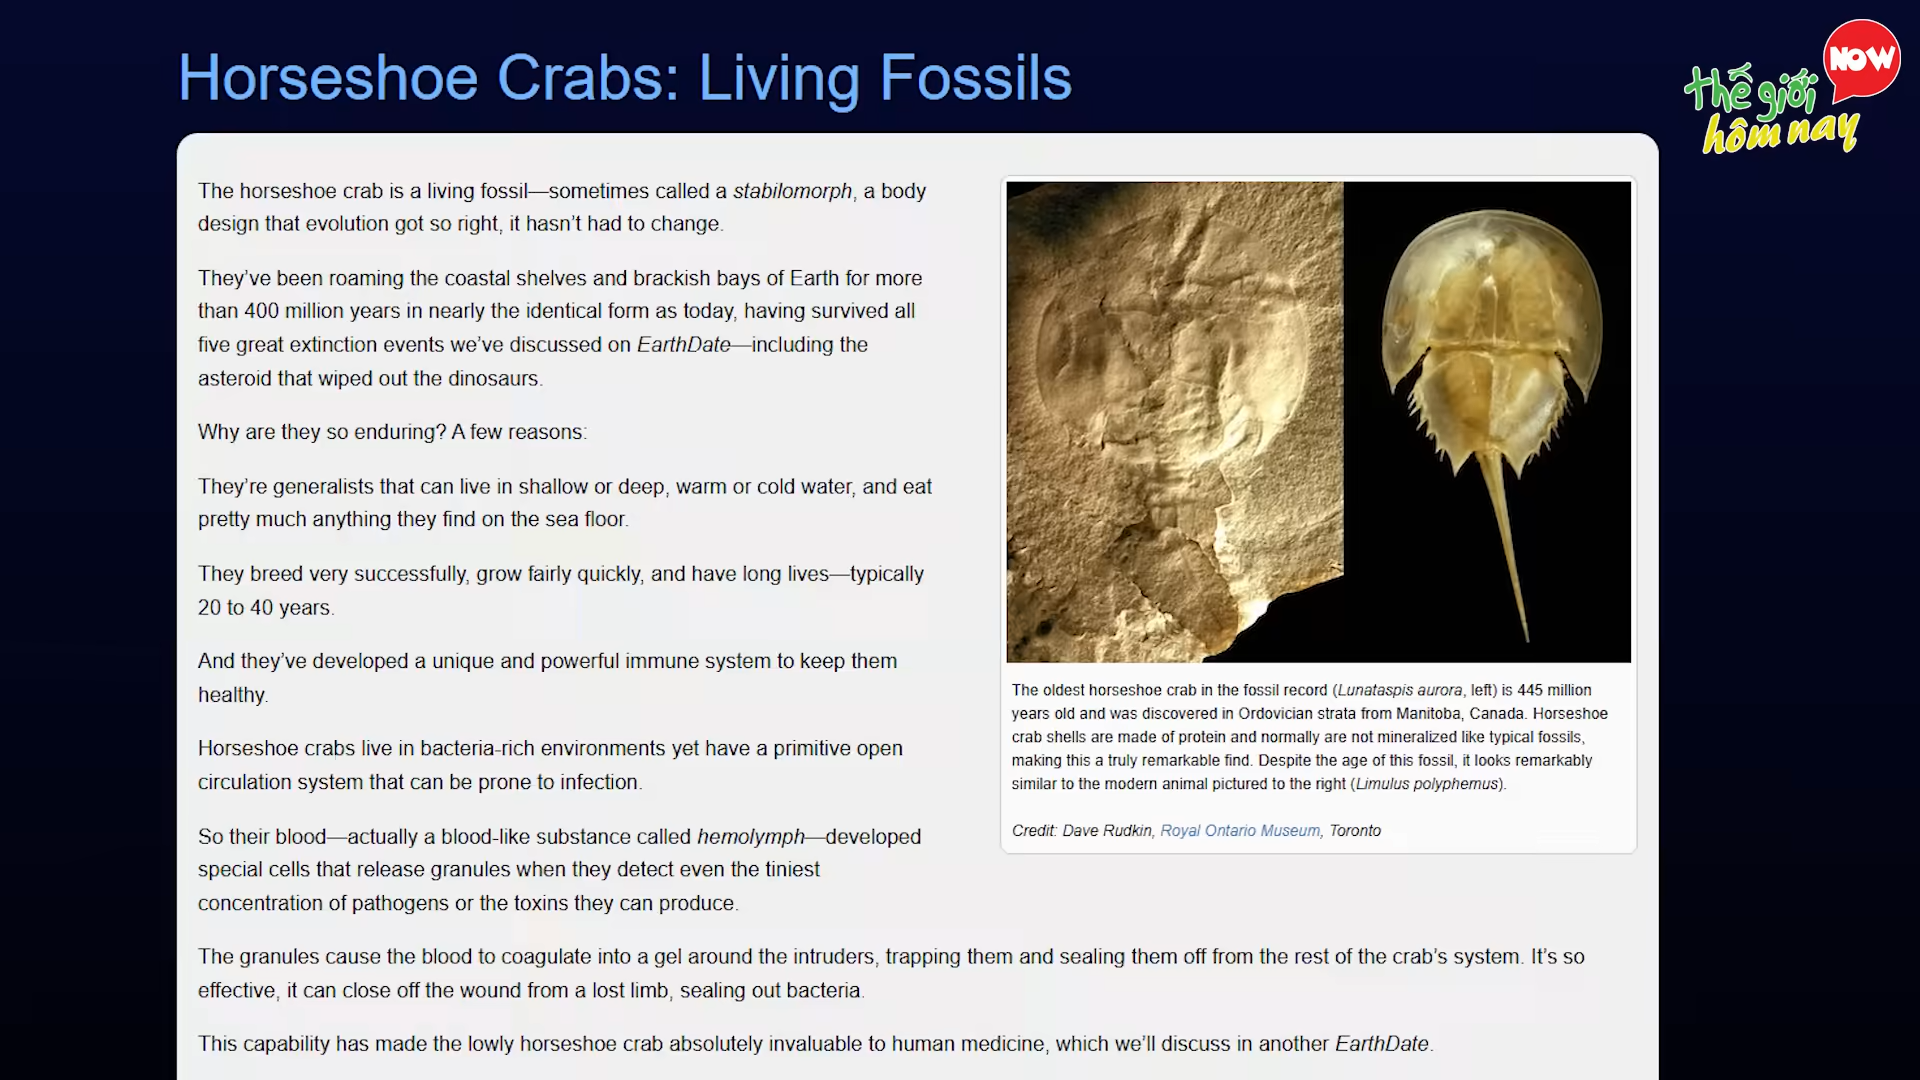 Horseshoe Crabs: Living Fossils
NOW
thế giới
hôm nay
The horseshoe crab is a living fossil—sometimes called a stabilomorph, a body
design that evolution got so right, it hasn’t had to change.
They’ve been roaming the coastal shelves and brackish bays of Earth for more
than 400 million years in nearly the identical form as today, having survived all
five great extinction events we’ve discussed on EarthDate—including the
asteroid that wiped out the dinosaurs.
Why are they so enduring? A few reasons:
They’re generalists that can live in shallow or deep, warm or cold water, and eat
pretty much anything they find on the sea floor.
They breed very successfully, grow fairly quickly, and have long lives—typically
20 to 40 years.
And they’ve developed a unique and powerful immune system to keep them
healthy.
Horseshoe crabs live in bacteria-rich environments yet have a primitive open
circulation system that can be prone to infection.
So their blood—actually a blood-like substance called hemolymph—developed
special cells that release granules when they detect even the tiniest
concentration of pathogens or the toxins they can produce.
The granules cause the blood to coagulate into a gel around the intruders, trapping them and sealing them off from the rest of the crab’s system. It’s so
effective, it can close off the wound from a lost limb, sealing out bacteria.
This capability has made the lowly horseshoe crab absolutely invaluable to human medicine, which we’ll discuss in another EarthDate.
The oldest horseshoe crab in the fossil record (Lunataspis aurora, left) is 445 million
years old and was discovered in Ordovician strata from Manitoba, Canada. Horseshoe
crab shells are made of protein and normally are not mineralized like typical fossils,
making this a truly remarkable find. Despite the age of this fossil, it looks remarkably
similar to the modern animal pictured to the right (Limulus polyphemus).
Credit: Dave Rudkin, Royal Ontario Museum, Toronto